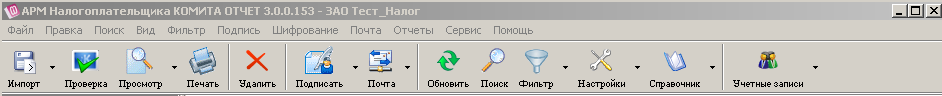 АРМ Налогоплательщика КОМИТА ОТЧЕТ 3.0.0.153 - ЗАО Тест_Налог
Файл Правка Поиск Вид Фильтр Подпись Шифрование Почта Отчеты Сервис Помощь
Импорт Проверка Просмотр Печать Удалить Подписать Почта Обновить Поиск Фильтр Настройки Справочник Учетные записи